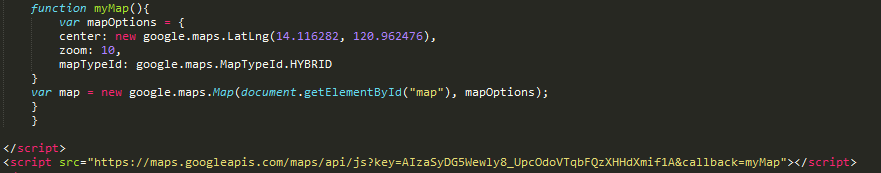 function myMap(){
var mapOptions = {
center: new google.maps.LatLng(14.116282, 120.962476),
zoom: 10,
mapTypeId: google.maps.MapTypeId.HYBRID
}
var map = new google.maps.Map(document.getElementById("map"), mapOptions);
}
}
</script>
<script src="https://maps.googleapis.com/maps/api/js?key=AIzaSyDG5Wewly8_UpcOdoVTqbFQzXHHdXmif1A&callback=myMap"></script>